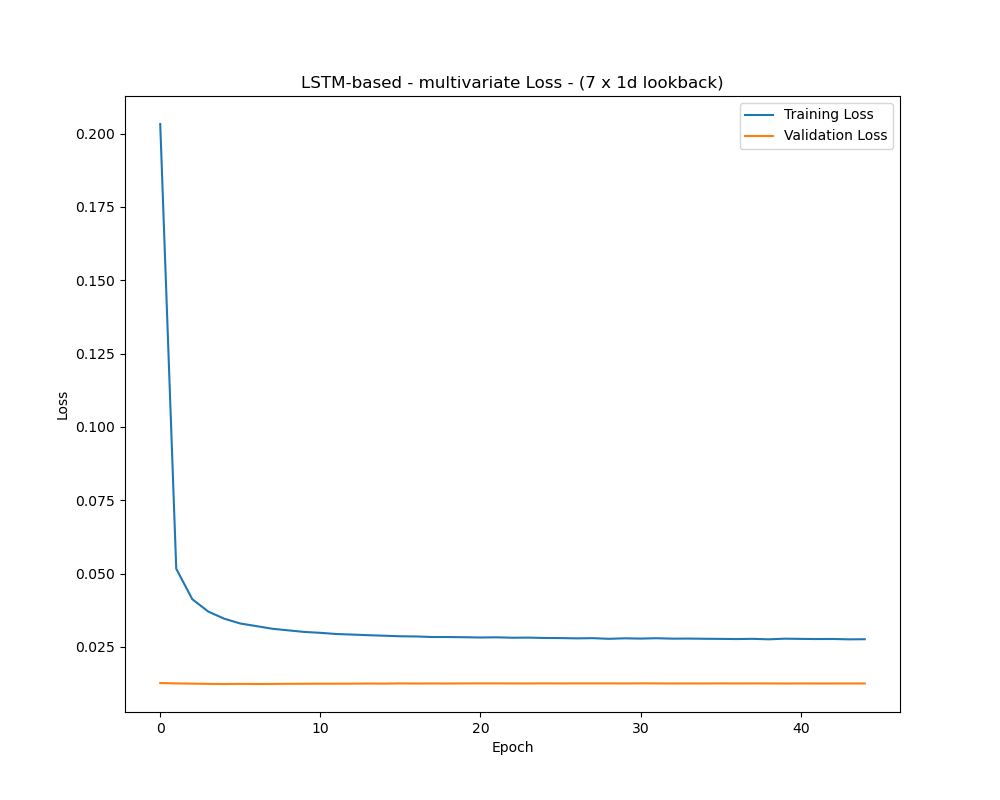 LSTM-based - multivariate Loss - (7 x 1d lookback)
Training Loss
Validation Loss
0.200
0.175
0.150
0.125
0.100
0.075
0.050
0.025
Loss
0 10 20 30 40
Epoch